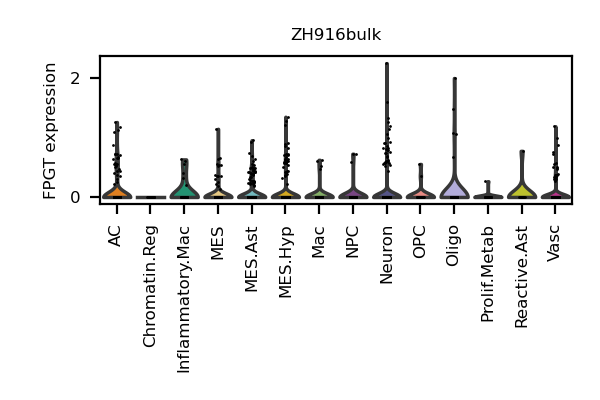 ZH916bulk
FPGT expression
2
0
AC
Chromatin.Reg
Inflammatory.Mac
MES
MES.Ast
MES.Hyp
Mac
NPC
Neuron
OPC
Oligo
Prolif.Metab
Reactive.Ast
Vasc